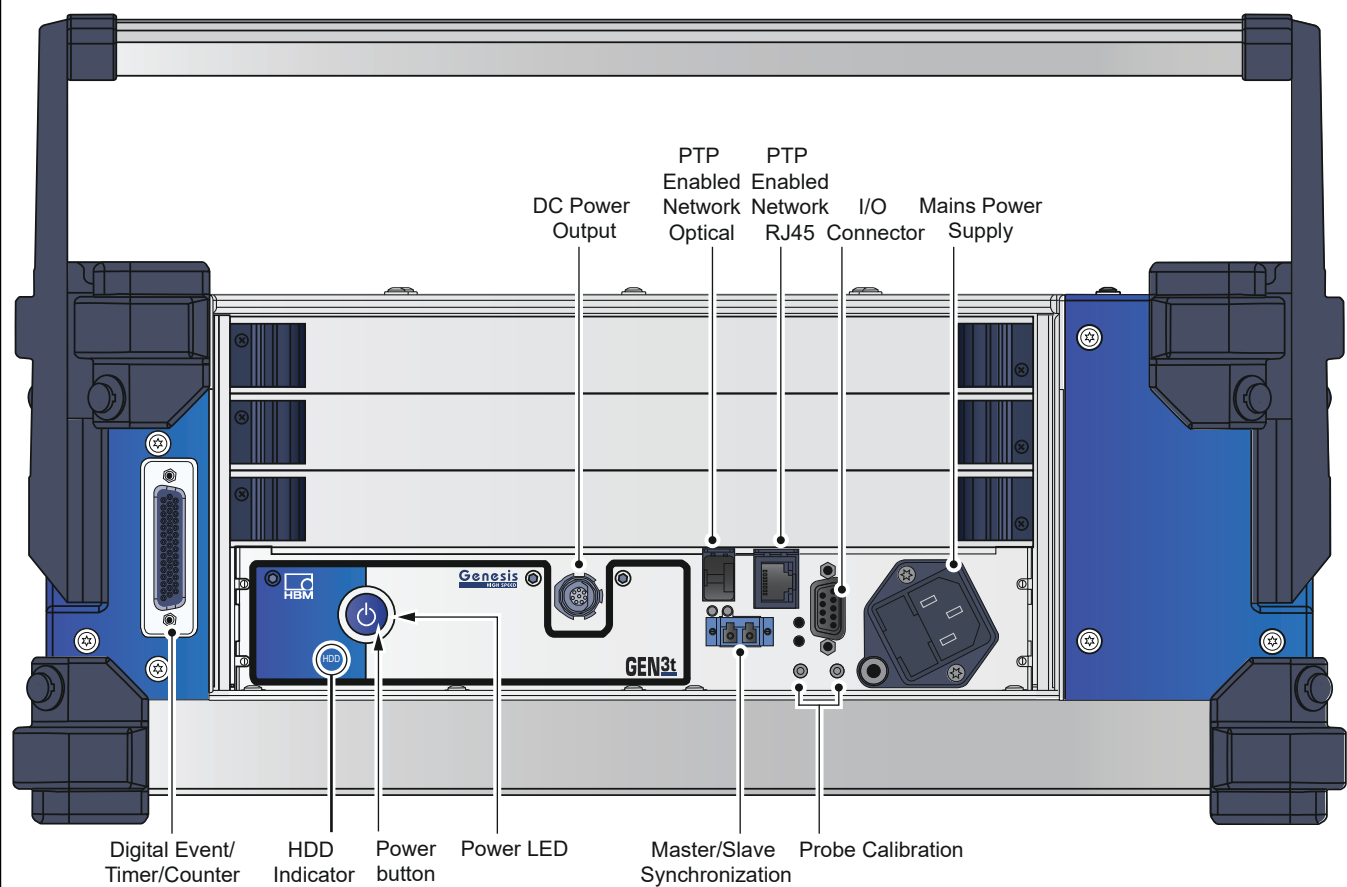 PTP
Enabled
Network
Optical
PTP
Enabled
Network
RJ45
DC Power
Output
I/O
Connector
Mains Power
Supply
HBM
Genesis
HIGH SPEED
HDD
GEN3t
Digital Event/
Timer/Counter
HDD
Indicator
Power
button
Power LED
Master/Slave
Synchronization
Probe Calibration